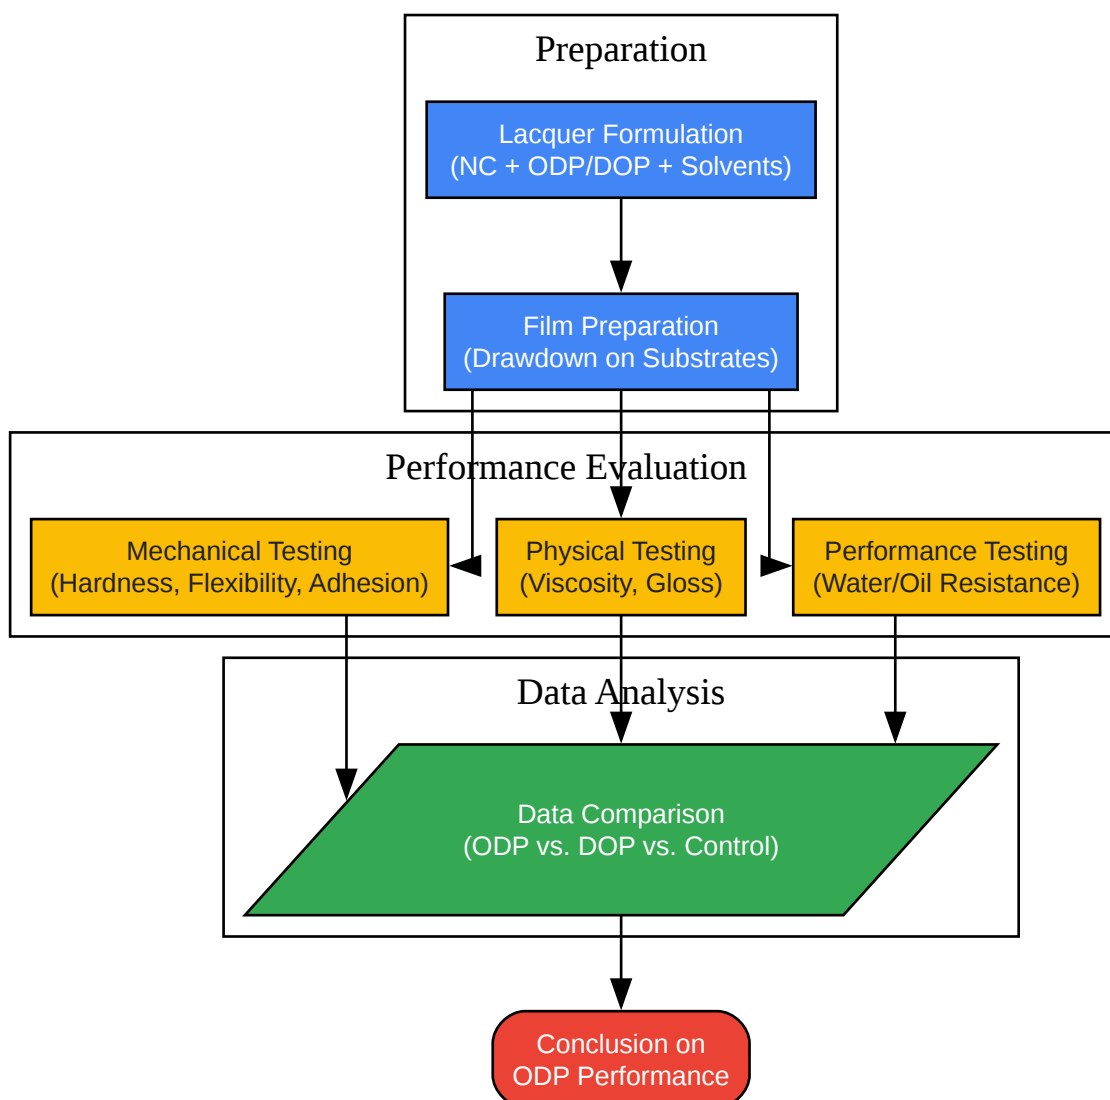 Preparation
Lacquer Formulation
(NC + ODP/DOP + Solvents)
Film Preparation
(Drawdown on Substrates)
Performance Evaluation
Mechanical Testing
(Hardness, Flexibility, Adhesion)
Physical Testing
(Viscosity, Gloss)
Performance Testing
(Water/Oil Resistance)
Data Analysis
Data Comparison
(ODP vs. DOP vs. Control)
Conclusion on
ODP Performance